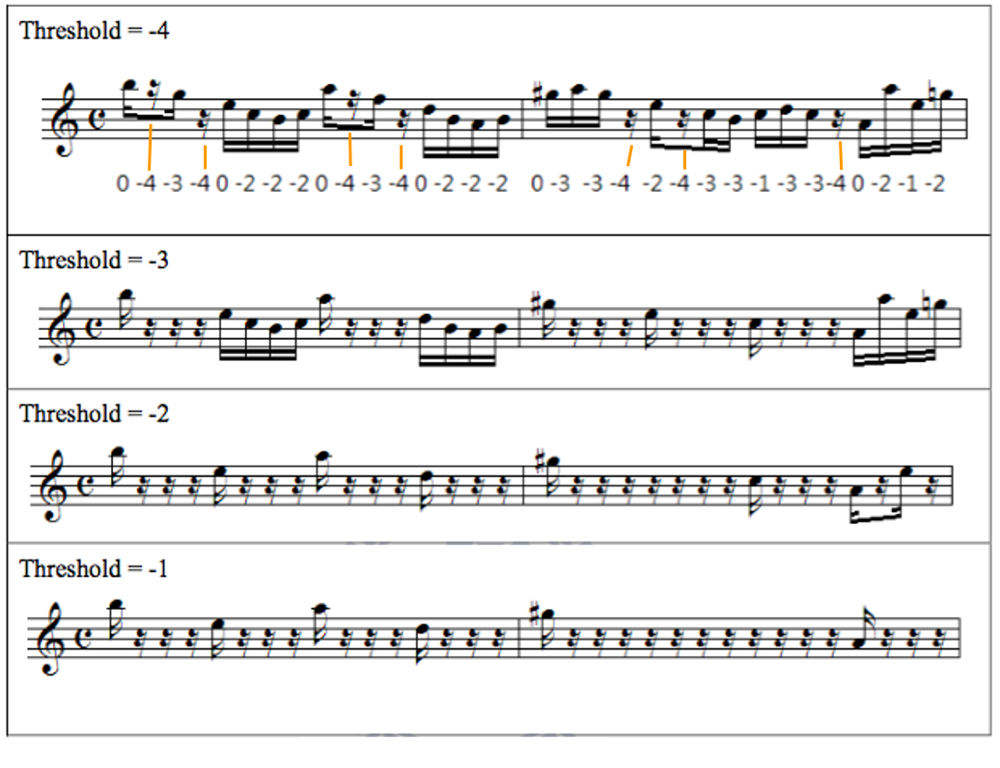 Threshold = -4
0 -4 -3 -4 0 -2 -2 -2 0 -4 -3 -4 0 -2 -2 -2 0 -3 -3 -4 -2 -4 -3 -3 -1 -3 -3 -4 0 -2 -1 -2
Threshold = -3
Threshold = -2
Threshold = -1